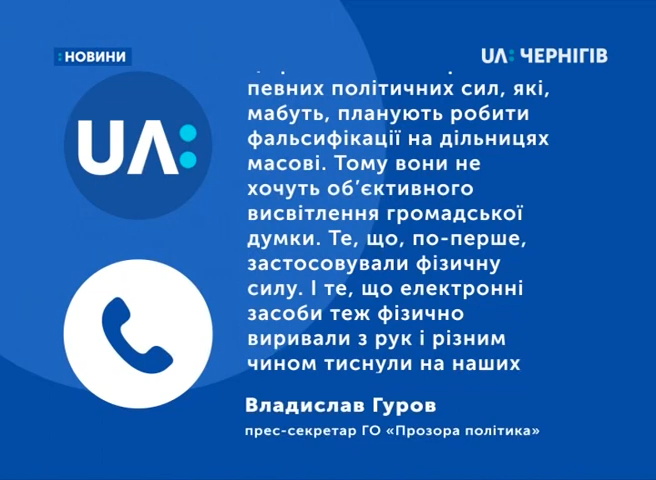 :НОВИНИ
UA: ЧЕРНІГІВ
UA:
певних політичних сил, які,
мабуть, планують робити
фальсифікації на дільницях
масові. Тому вони не
хочуть об’єктивного
висвітлення громадської
думки. Те, що, по-перше,
застосовували фізичну
силу. І те, що електронні
засоби теж фізично
виривали з рук і різним
чином тиснули на наших
Владислав Гуров
прес-секретар ГО «Прозора політика»